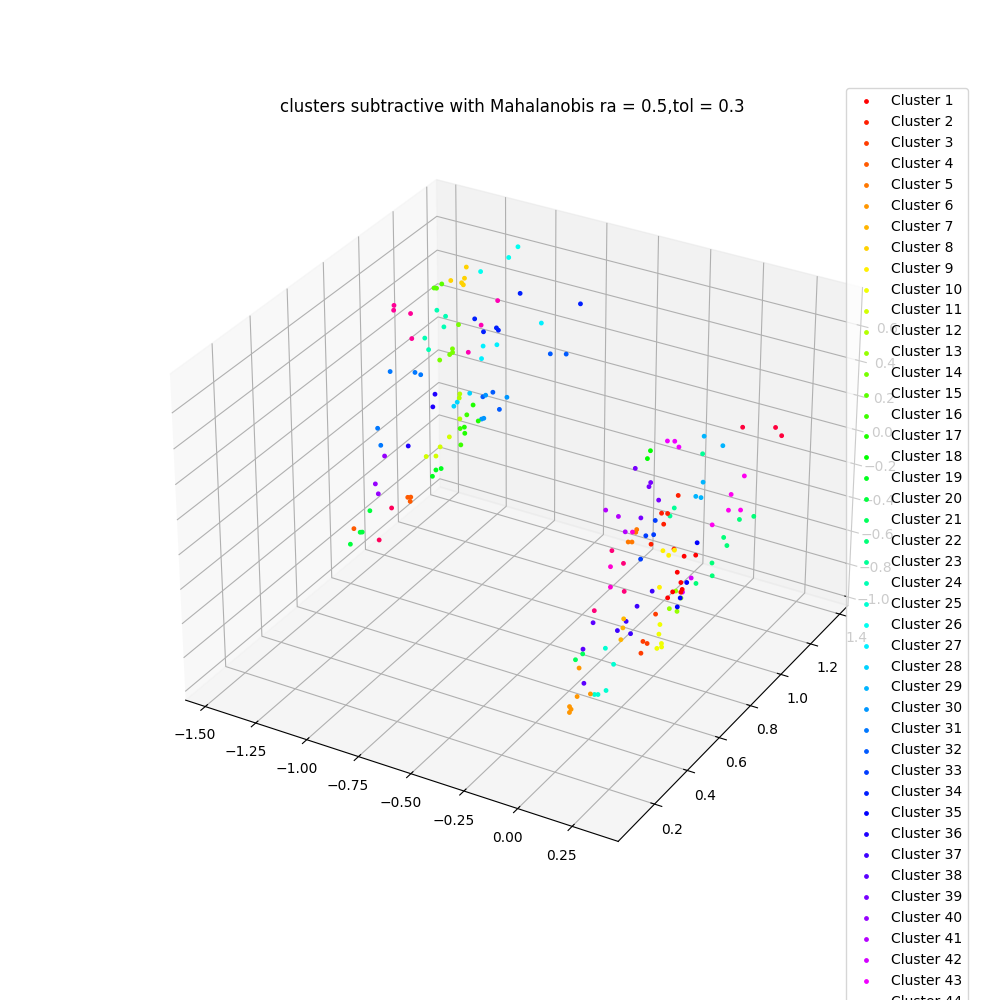 clusters subtractive with Mahalanobis ra = 0.5,tol = 0.3
Cluster 1
Cluster 2
Cluster 3
Cluster 4
Cluster 5
Cluster 6
Cluster 7
Cluster 8
Cluster 9
Cluster 10
Cluster 11
Cluster 12
Cluster 13
Cluster 14
Cluster 15
Cluster 16
Cluster 17
Cluster 18
Cluster 19
Cluster 20
Cluster 21
Cluster 22
Cluster 23
Cluster 24
Cluster 25
Cluster 26
Cluster 27
Cluster 28
Cluster 29
Cluster 30
Cluster 31
Cluster 32
Cluster 33
Cluster 34
Cluster 35
Cluster 36
Cluster 37
Cluster 38
Cluster 39
Cluster 40
Cluster 41
Cluster 42
Cluster 43
Cluster 44
0.4
0.2
0.0
−0.2
−0.4
−0.6
−0.8
−1.0
1.4
1.2
1.0
0.8
0.6
0.4
0.2
−1.50
−1.25
−1.00
−0.75
−0.50
−0.25
0.00
0.25